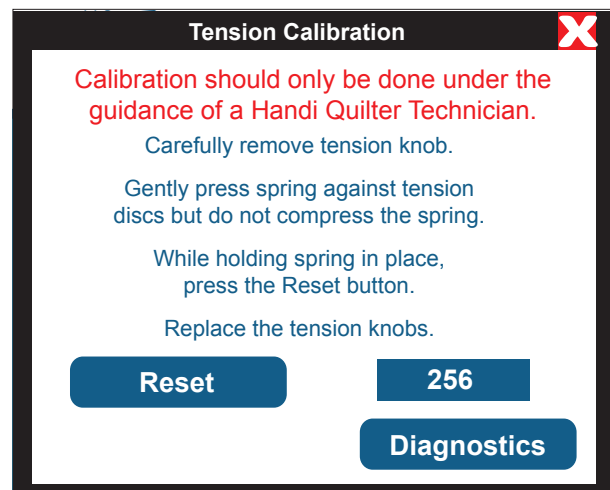 Tension Calibration
X
Calibration should only be done under the
guidance of a Handi Quilter Technician.
Carefully remove tension knob.
Gently press spring against tension
discs but do not compress the spring.
While holding spring in place,
press the Reset button.
Replace the tension knobs.
Reset
256
Diagnostics